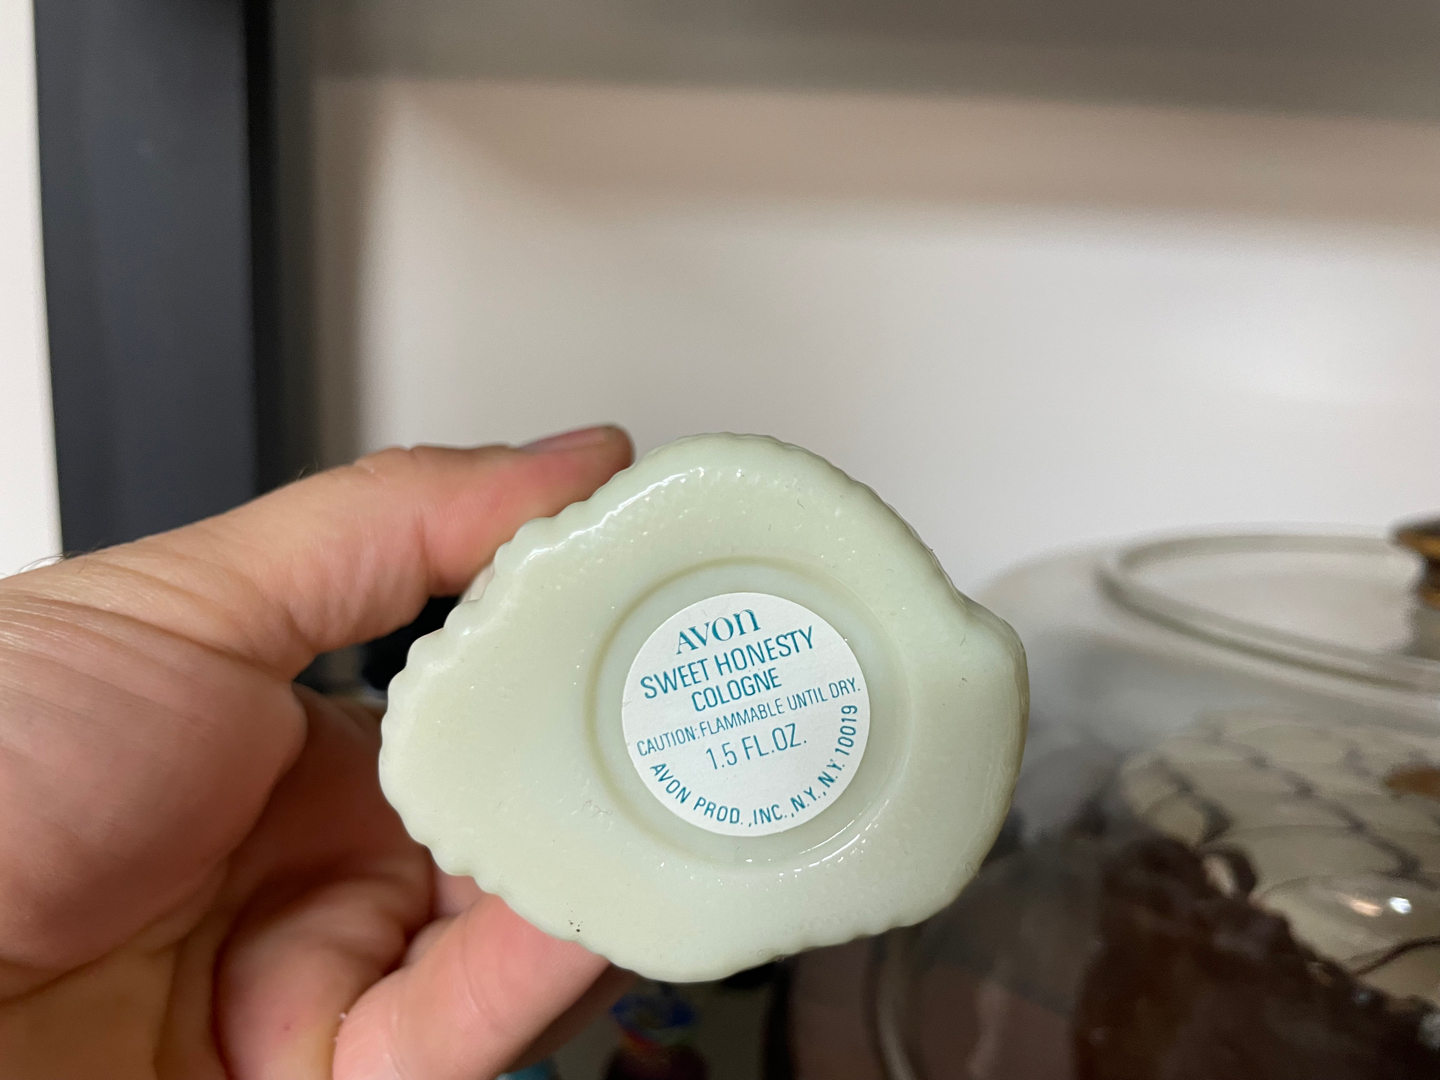 AVON
SWEET HONESTY
COLOGNE
CAUTION: FLAMMABLE UNTIL DRY.
1.5 FL.OZ.
AVON PROD., INC., N.Y., N.Y. 10019